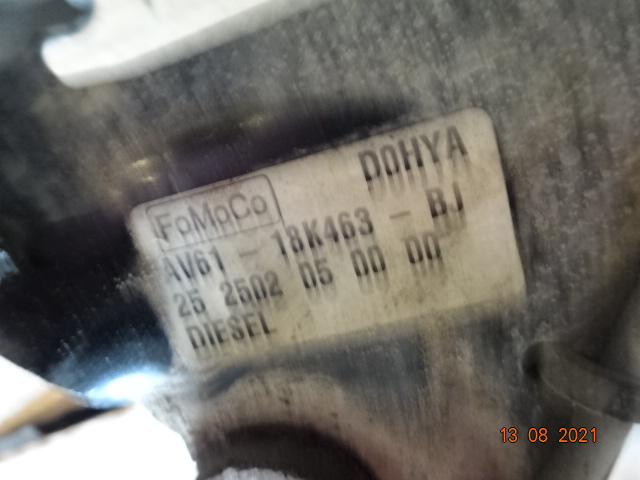 DOHYA
FoMoCo
AV61 - 18K463 - BJ
25 2502 05 00 00
DIESEL
13 08 2021